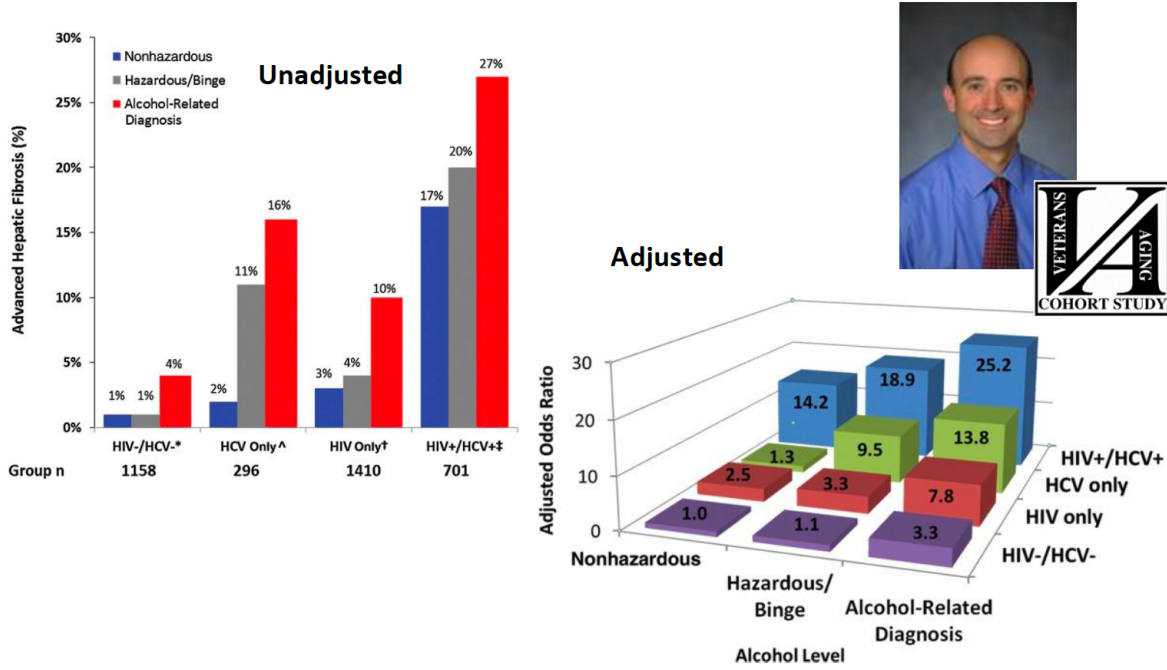 Unadjusted
Advanced Hepatic Fibrosis (%)
30%
25%
20%
15%
10%
5%
0%
Nonhazardous
Hazardous/Binge
Alcohol-Related
Diagnosis
1%
1%
4%
2%
11%
16%
3%
4%
10%
17%
20%
27%
HIV-/HCV-*
HCV Only^
HIV Only†
HIV+/HCV+‡
Group n
1158
296
1410
701
VETERANS
AGING
VA
COHORT STUDY
Adjusted
Adjusted Odds Ratio
30
20
10
0
14.2
18.9
25.2
1.3
9.5
13.8
2.5
3.3
7.8
1.0
1.1
3.3
HIV+/HCV+
HCV only
HIV only
HIV-/HCV-
Nonhazardous
Hazardous/
Binge
Alcohol-Related
Diagnosis
Alcohol Level